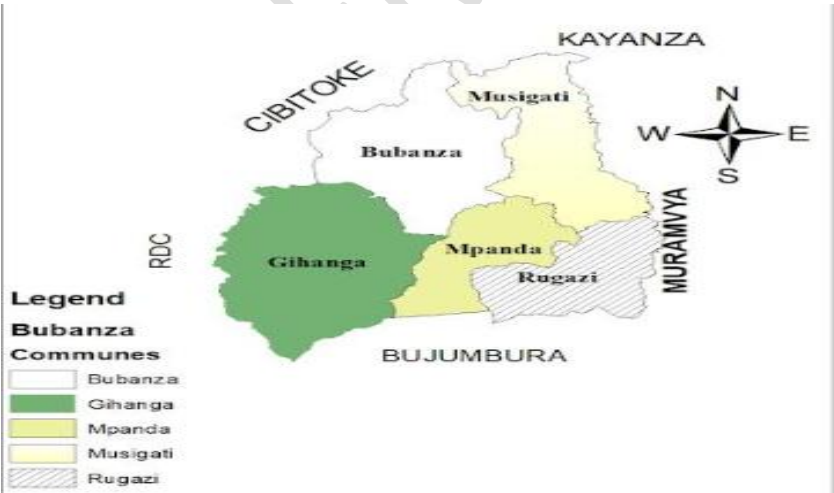 KAYANZA
CIBITOKE
Musigati
N
W E
S
Bubanza
MURAMVYA
RDC
Mpanda
Gihanga
Rugazi
Legend
Bubanza
Communes
BUJUMBURA
Bubanza
Gihanga
Mpanda
Musigati
Rugazi